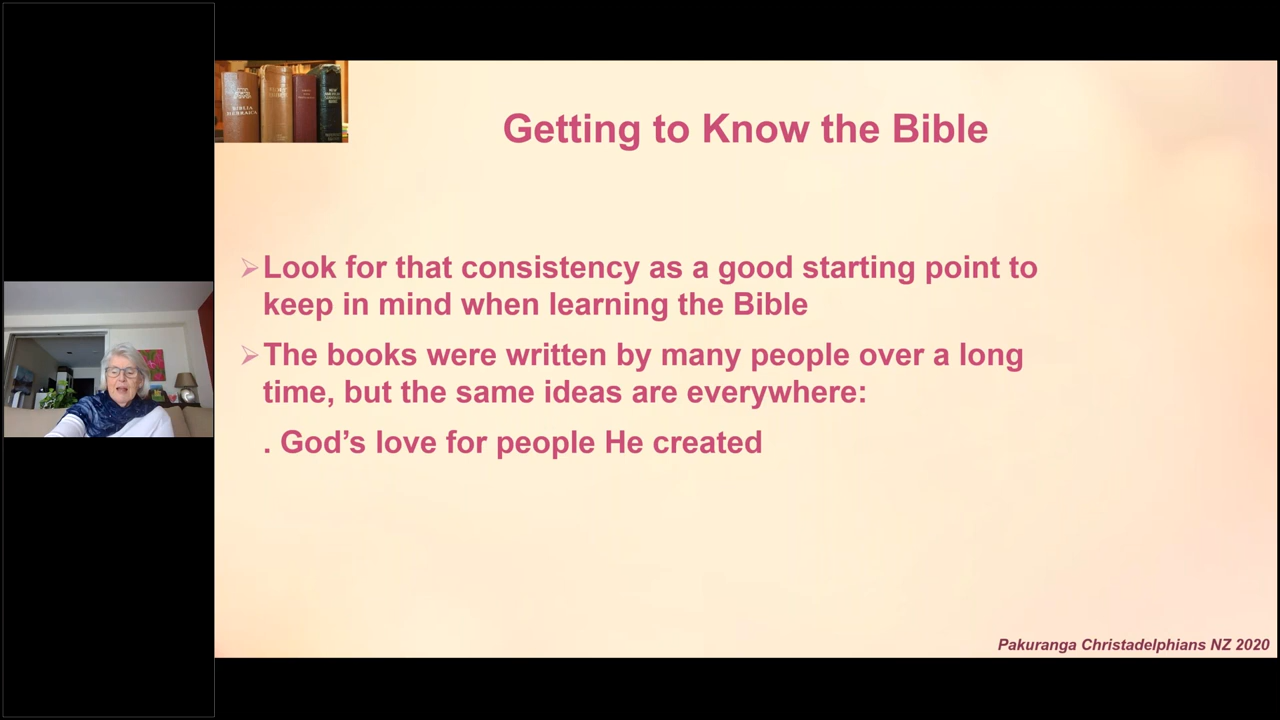 BIBLIA
HEBRAICA
Getting to Know the Bible
➢Look for that consistency as a good starting point to
keep in mind when learning the Bible
➢The books were written by many people over a long
time, but the same ideas are everywhere:
. God’s love for people He created
Pakuranga Christadelphians NZ 2020